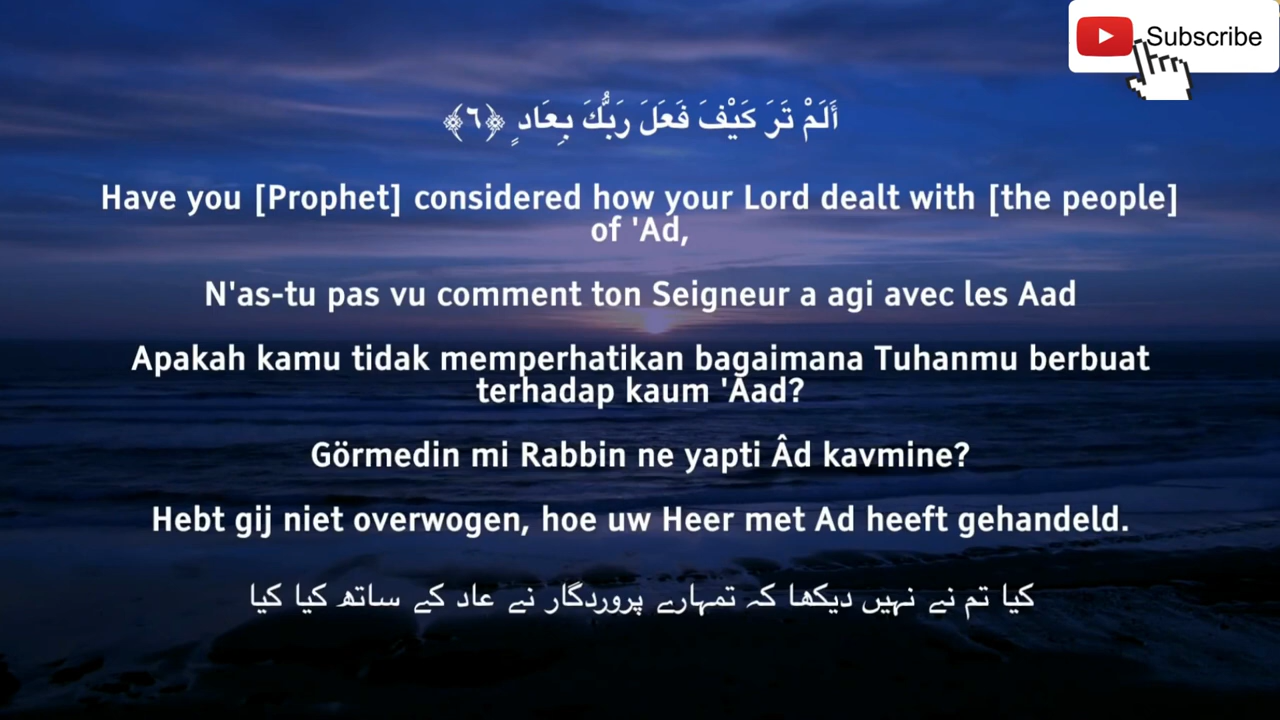 Subscribe
أَلَمْ تَرَ كَيْفَ فَعَلَ رَبُّكَ بِعَادٍ ﴿٦﴾
Have you [Prophet] considered how your Lord dealt with [the people]
of 'Ad,
N'as-tu pas vu comment ton Seigneur a agi avec les Aad
Apakah kamu tidak memperhatikan bagaimana Tuhanmu berbuat
terhadap kaum 'Aad?
Görmedin mi Rabbin ne yapti Âd kavmine?
Hebt gij niet overwogen, hoe uw Heer met Ad heeft gehandeld.
کیا تم نے نہیں دیکھا کہ تمہارے پروردگار نے عاد کے ساتھ کیا کیا